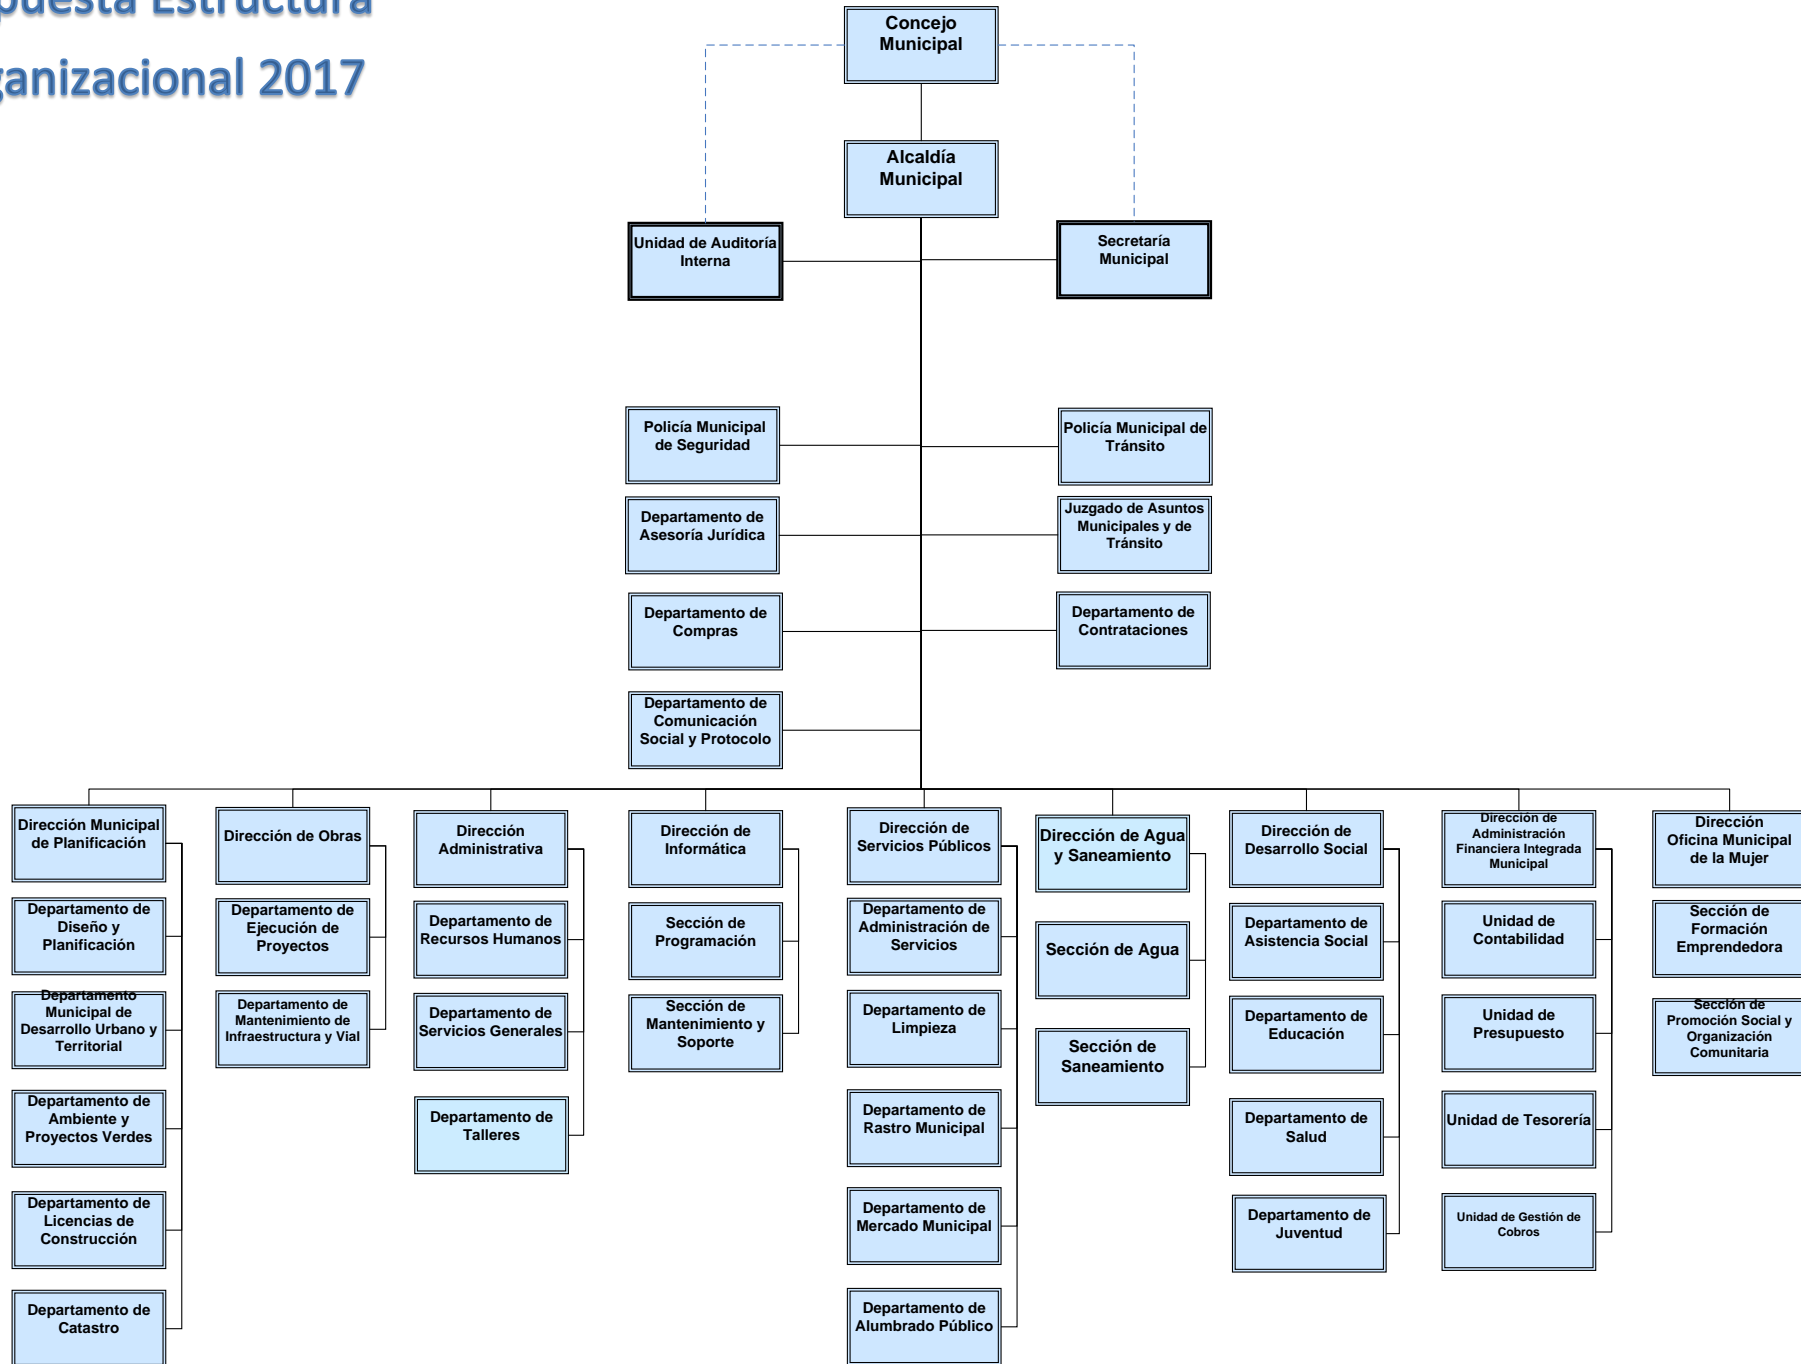 puesta Estructura
ganizacional 2017
Concejo
Municipal
Alcaldía
Municipal
Unidad de Auditoría
Interna
Secretaría
Municipal
Policía Municipal
de Seguridad
Policía Municipal de
Tránsito
Departamento de
Asesoría Jurídica
Juzgado de Asuntos
Municipales y de
Tránsito
Departamento de
Compras
Departamento de
Contrataciones
Departamento de
Comunicación
Social y Protocolo
Dirección Municipal
de Planificación
Departamento de
Diseño y
Planificación
Departamento
Municipal de
Desarrollo Urbano y
Territorial
Departamento de
Ambiente y
Proyectos Verdes
Departamento de
Licencias de
Construcción
Departamento de
Catastro
Dirección de Obras
Departamento de
Ejecución de
Proyectos
Departamento de
Mantenimiento de
Infraestructura y Vial
Dirección
Administrativa
Departamento de
Recursos Humanos
Departamento de
Servicios Generales
Departamento de
Talleres
Dirección de
Informática
Sección de
Programación
Sección de
Mantenimiento y
Soporte
Dirección de
Servicios Públicos
Departamento de
Administración de
Servicios
Departamento de
Limpieza
Departamento de
Rastro Municipal
Departamento de
Mercado Municipal
Departamento de
Alumbrado Público
Dirección de Agua
y Saneamiento
Sección de Agua
Sección de
Saneamiento
Dirección de
Desarrollo Social
Departamento de
Asistencia Social
Departamento de
Educación
Departamento de
Salud
Departamento de
Juventud
Dirección de
Administración
Financiera Integrada
Municipal
Unidad de
Contabilidad
Unidad de
Presupuesto
Unidad de Tesorería
Unidad de Gestión de
Cobros
Dirección
Oficina Municipal
de la Mujer
Sección de
Formación
Emprendedora
Sección de
Promoción Social y
Organización
Comunitaria